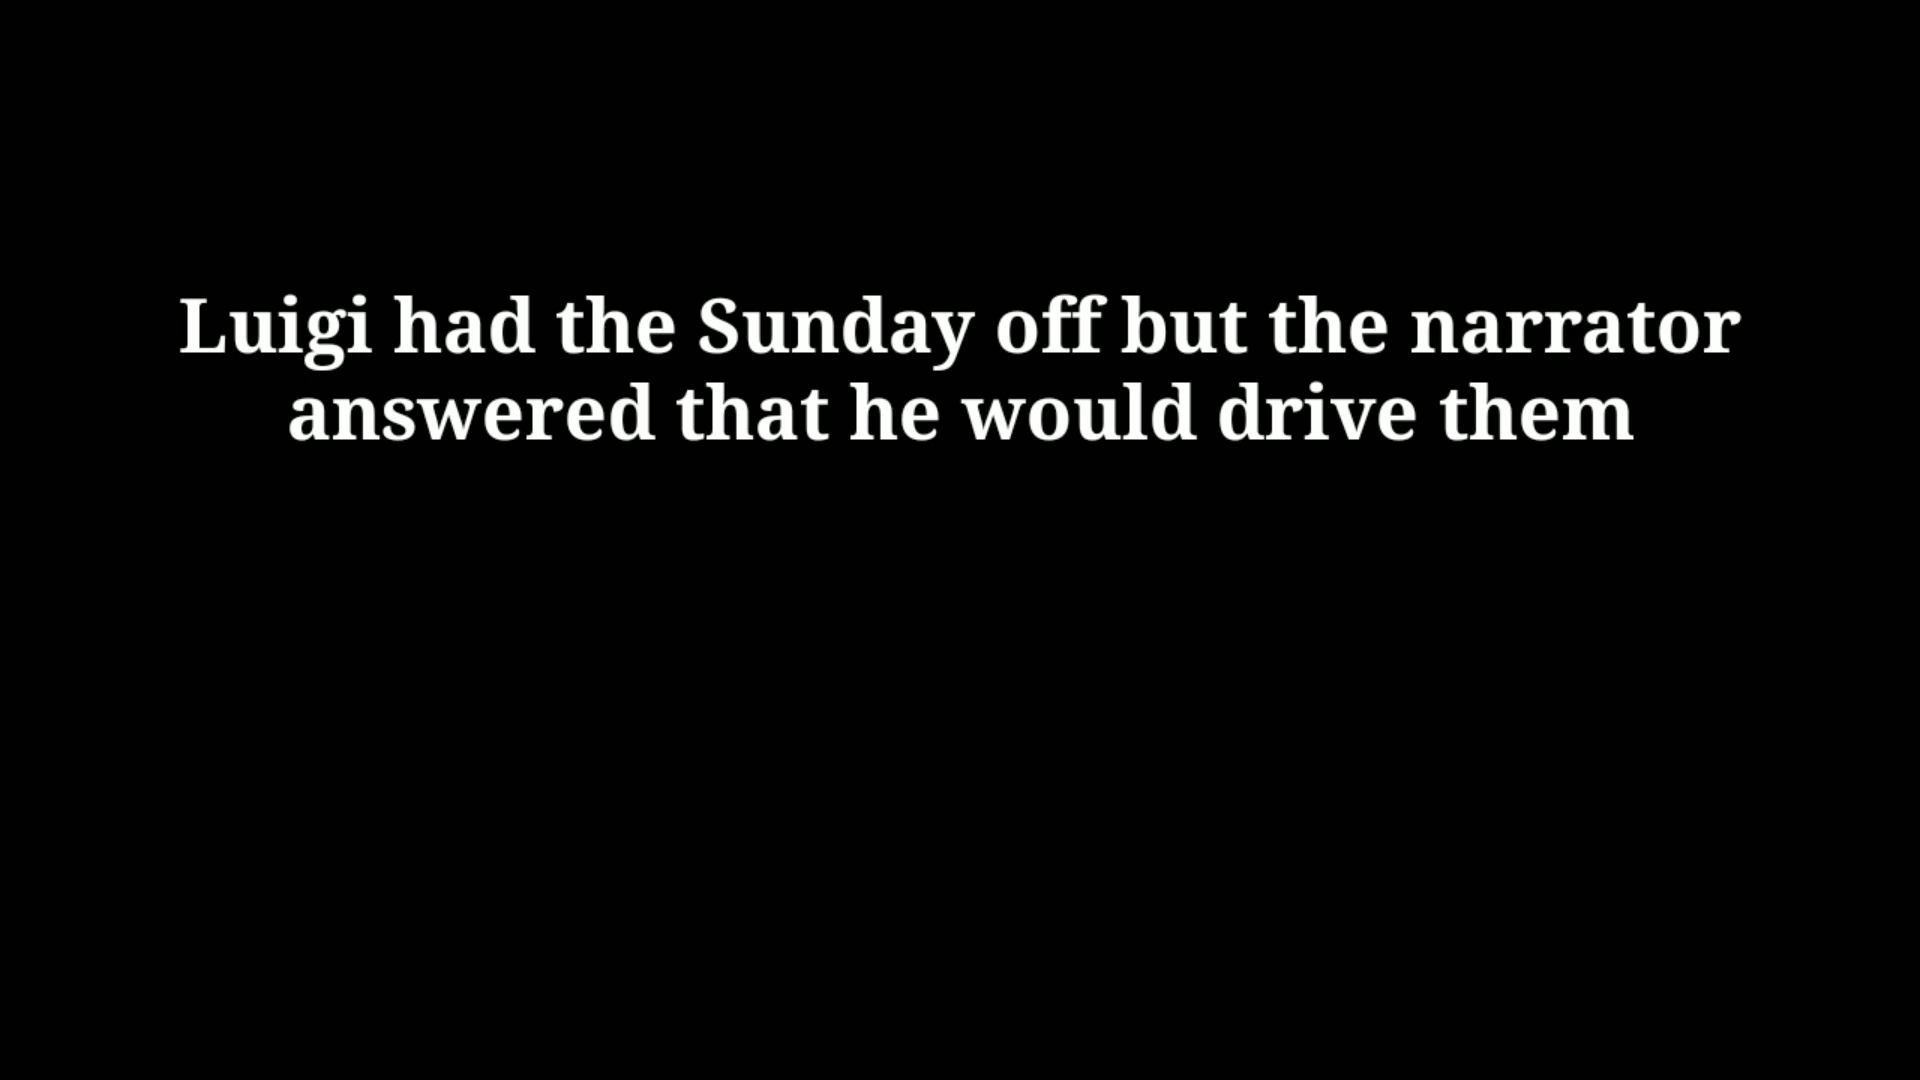 Luigi had the Sunday off but the narrator
answered that he would drive them